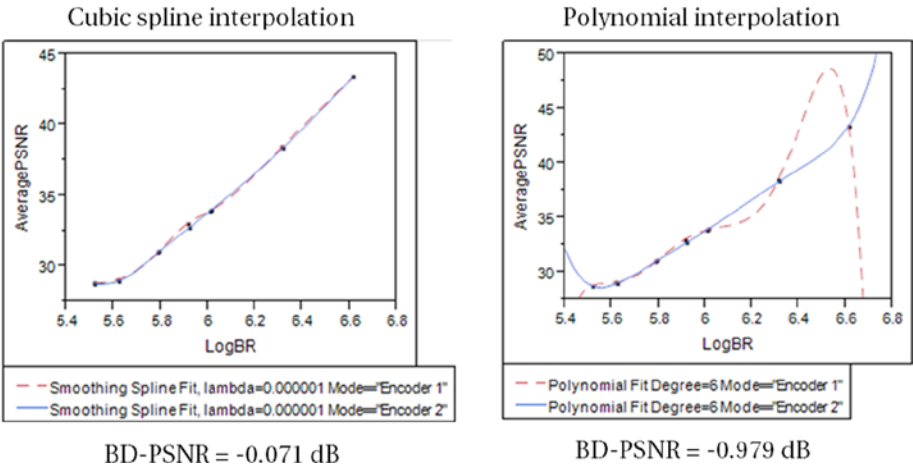 Cubic spline interpolation
45
40
35
30
AveragePSNR
5.4 5.6 5.8 6 6.2 6.4 6.6 6.8
LogBR
Smoothing Spline Fit, lambda=0.000001 Mode=="Encoder 1"
Smoothing Spline Fit, lambda=0.000001 Mode=="Encoder 2"
BD-PSNR = -0.071 dB
Polynomial interpolation
50
45
40
35
30
AveragePSNR
5.4 5.6 5.8 6 6.2 6.4 6.6 6.8
LogBR
Polynomial Fit Degree=6 Mode=="Encoder 1"
Polynomial Fit Degree=6 Mode=="Encoder 2"
BD-PSNR = -0.979 dB